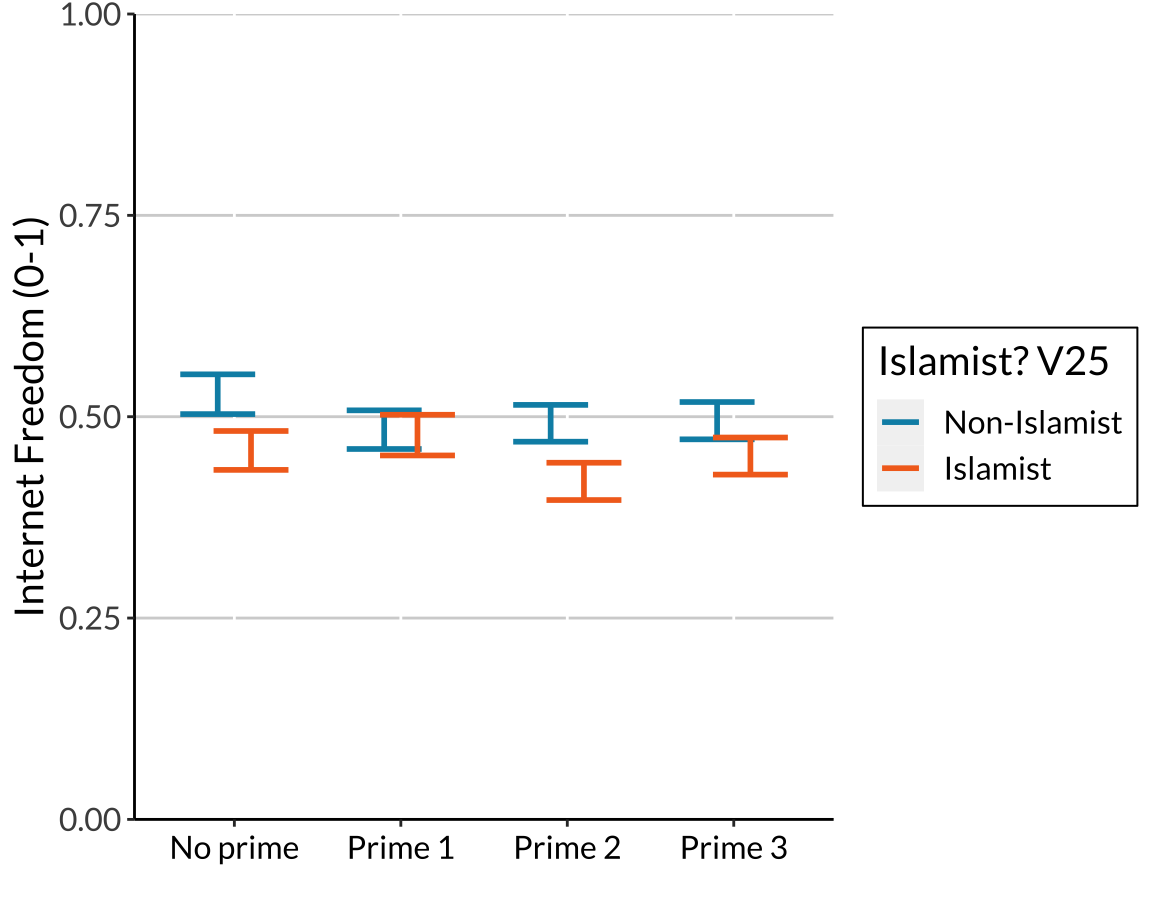 Internet Freedom (0-1)
1.00
0.75
0.50
0.25
0.00
No prime
Prime 1
Prime 2
Prime 3
Islamist? V25
Non-Islamist
Islamist